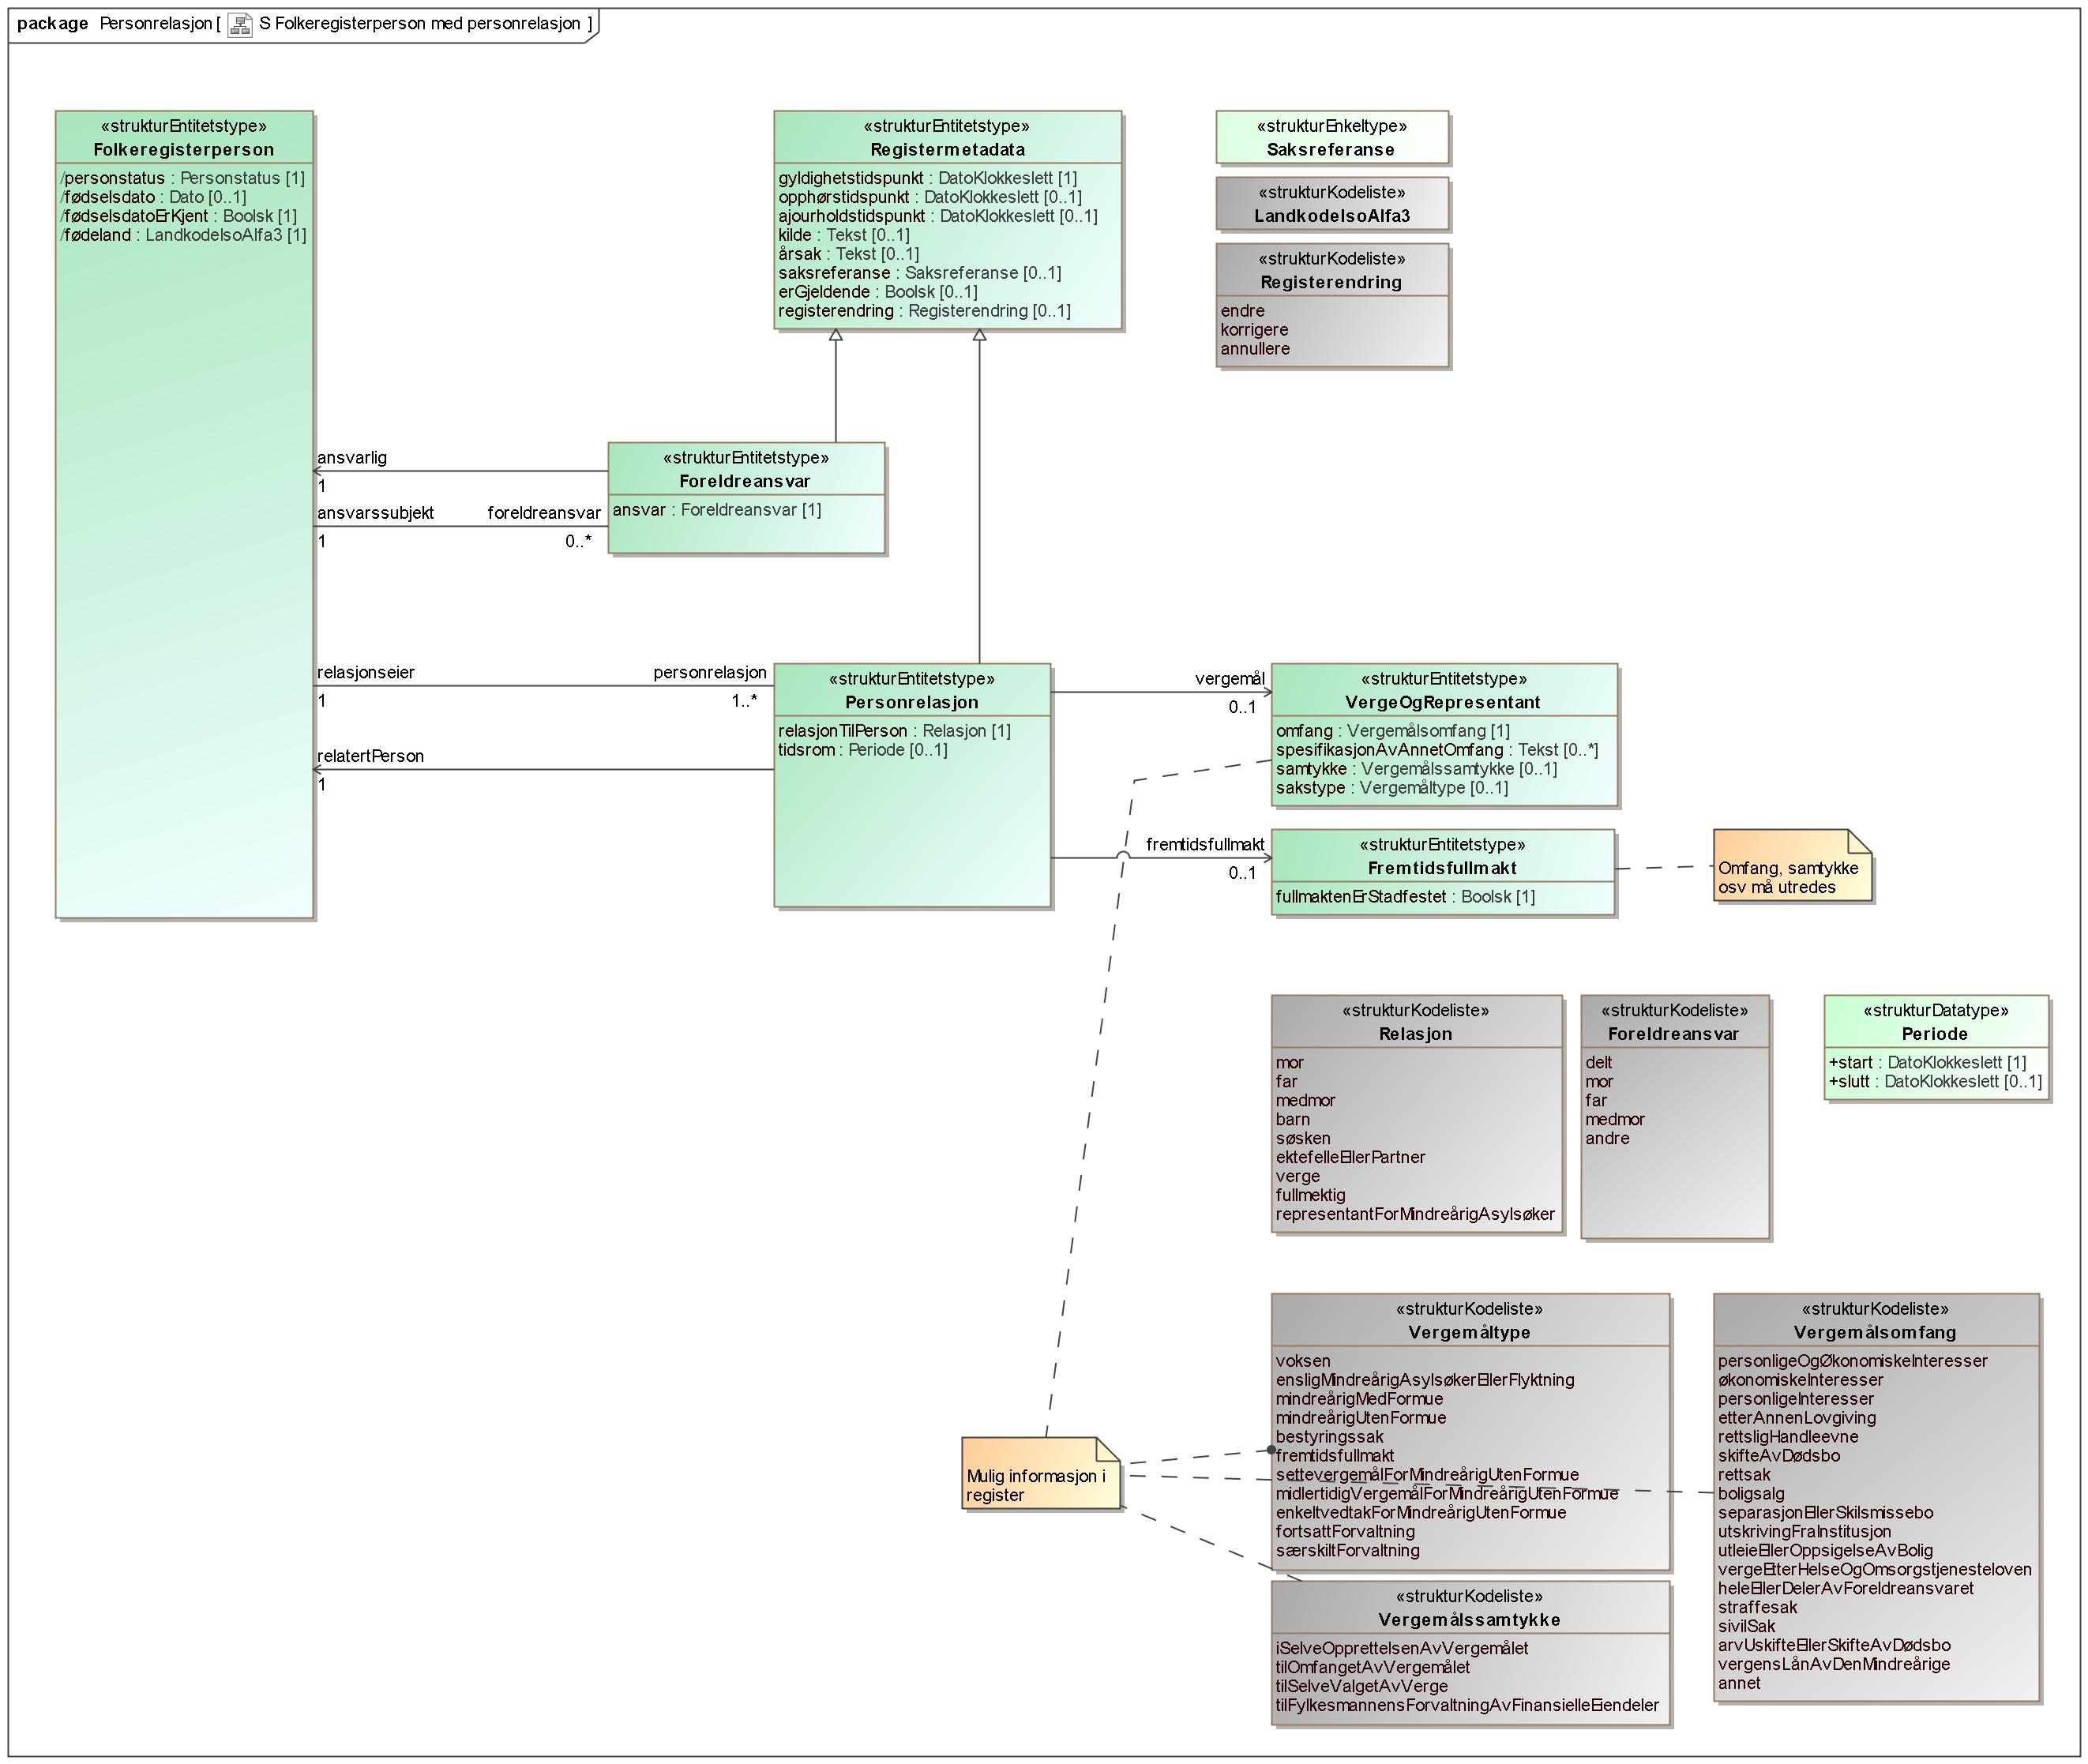 package Personrelasjon [ S Folkeregisterperson med personrelasjon ]
«strukturEntitetstype»
Folkeregisterperson
/personstatus : Personstatus [1]
/fødselsdato : Dato [0..1]
/fødselsdatoErKjent : Boolsk [1]
/fødeland : LandkodeIsoAlfa3 [1]
«strukturEntitetstype»
Registermetadata
gyldighetstidspunkt : DatoKlokkeslett [1]
opphørstidspunkt : DatoKlokkeslett [0..1]
ajourholdstidspunkt : DatoKlokkeslett [0..1]
kilde : Tekst [0..1]
årsak : Tekst [0..1]
saksreferanse : Saksreferanse [0..1]
erGjeldende : Boolsk [0..1]
registerendring : Registerendring [0..1]
«strukturEnkeltype»
Saksreferanse
«strukturKodeliste»
LandkodeIsoAlfa3
«strukturKodeliste»
Registerendring
endre
korrigere
annullere
ansvarlig
1
ansvarssubjekt
1
foreldreansvar
0..*
«strukturEntitetstype»
Foreldreansvar
ansvar : Foreldreansvar [1]
relasjonseier
1
personrelasjon
1..*
relatertPerson
1
«strukturEntitetstype»
Personrelasjon
relasjonTilPerson : Relasjon [1]
tidsrom : Periode [0..1]
vergemål
0..1
«strukturEntitetstype»
VergeOgRepresentant
omfang : Vergemålsomfang [1]
spesifikasjonAvAnnetOmfang : Tekst [0..*]
samtykke : Vergemålssamtykke [0..1]
sakstype : Vergemåltype [0..1]
fremtidsfullmakt
0..1
«strukturEntitetstype»
Fremtidsfullmakt
fullmaktenErStadfestet : Boolsk [1]
Omfang, samtykke
osv må utredes
«strukturKodeliste»
Relasjon
mor
far
medmor
barn
søsken
ektefelleEllerPartner
verge
fullmektig
representantForMindreårigAsylsøker
«strukturKodeliste»
Foreldreansvar
delt
mor
far
medmor
andre
«strukturDatatype»
Periode
+start : DatoKlokkeslett [1]
+slutt : DatoKlokkeslett [0..1]
Mulig informasjon i
register
«strukturKodeliste»
Vergemåltype
voksen
ensligMindreårigAsylsøkerEllerFlyktning
mindreårigMedFormue
mindreårigUtenFormue
bestyringssak
fremtidsfullmakt
settevergemålForMindreårigUtenFormue
midlertidigVergemålForMindreårigUtenFormue
enkeltvedtakForMindreårigUtenFormue
fortsattForvaltning
særskiltForvaltning
«strukturKodeliste»
Vergemålssamtykke
iSelveOpprettelsenAvVergemålet
tilOmfangetAvVergemålet
tilSelveValgetAvVerge
tilFylkesmannensForvaltningAvFinansielleEiendeler
«strukturKodeliste»
Vergemålsomfang
personligeOgØkonomiskeInteresser
økonomiskeInteresser
personligeInteresser
etterAnnenLovgiving
rettsligHandleevne
skifteAvDødsbo
rettsak
boligsalg
separasjonEllerSkilsmissebo
utskrivingFraInstitusjon
utleieEllerOppsigelseAvBolig
vergeEtterHelseOgOmsorgstjenesteloven
heleEllerDelerAvForeldreansvaret
straffesak
sivilSak
arvUskifteEllerSkifteAvDødsbo
vergensLånAvDenMindreårige
annet